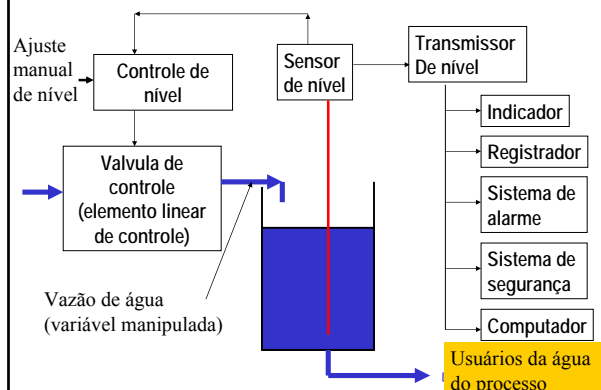 Ajuste
manual
de nível
Controle de
nível
Sensor
de nível
Transmissor
De nível
Indicador
Registrador
Sistema de
alarme
Sistema de
segurança
Computador
Valvula de
controle
(elemento linear
de controle)
Vazão de água
(variável manipulada)
Usuários da água
do processo